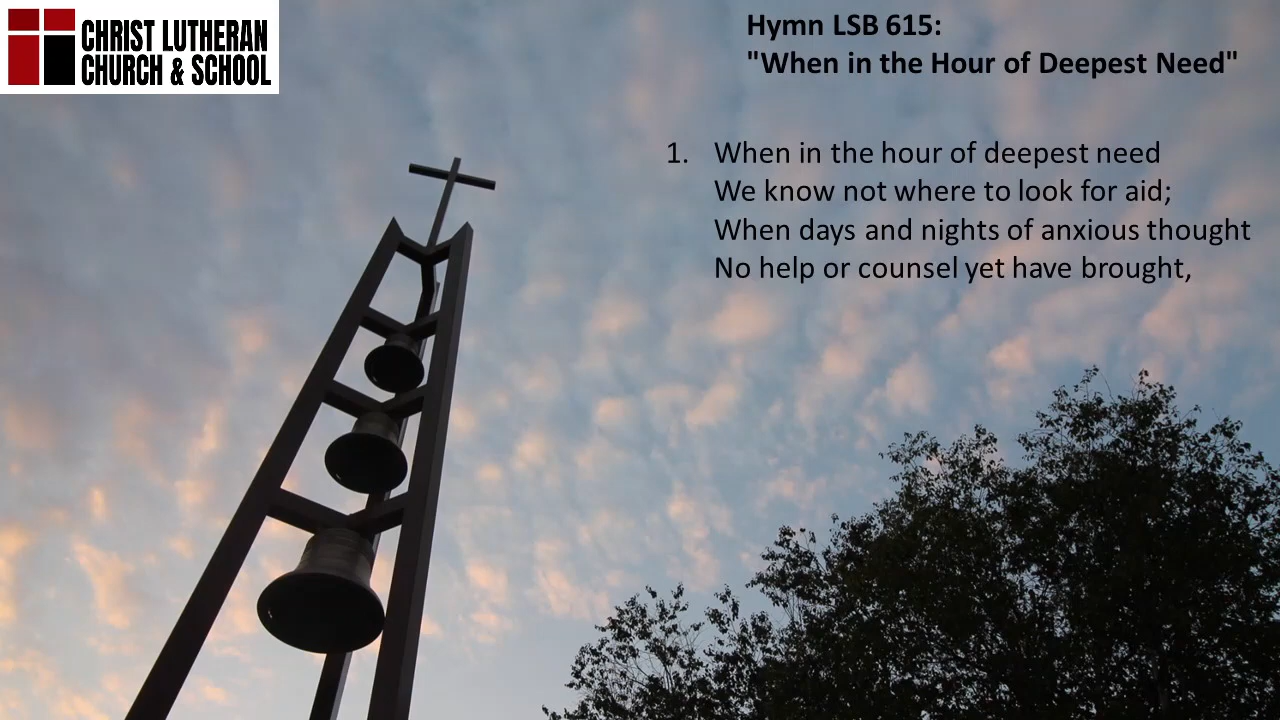 CHRIST LUTHERAN
CHURCH & SCHOOL
Hymn LSB 615:
"When in the Hour of Deepest Need"
1. When in the hour of deepest need
We know not where to look for aid;
When days and nights of anxious thought
No help or counsel yet have brought,